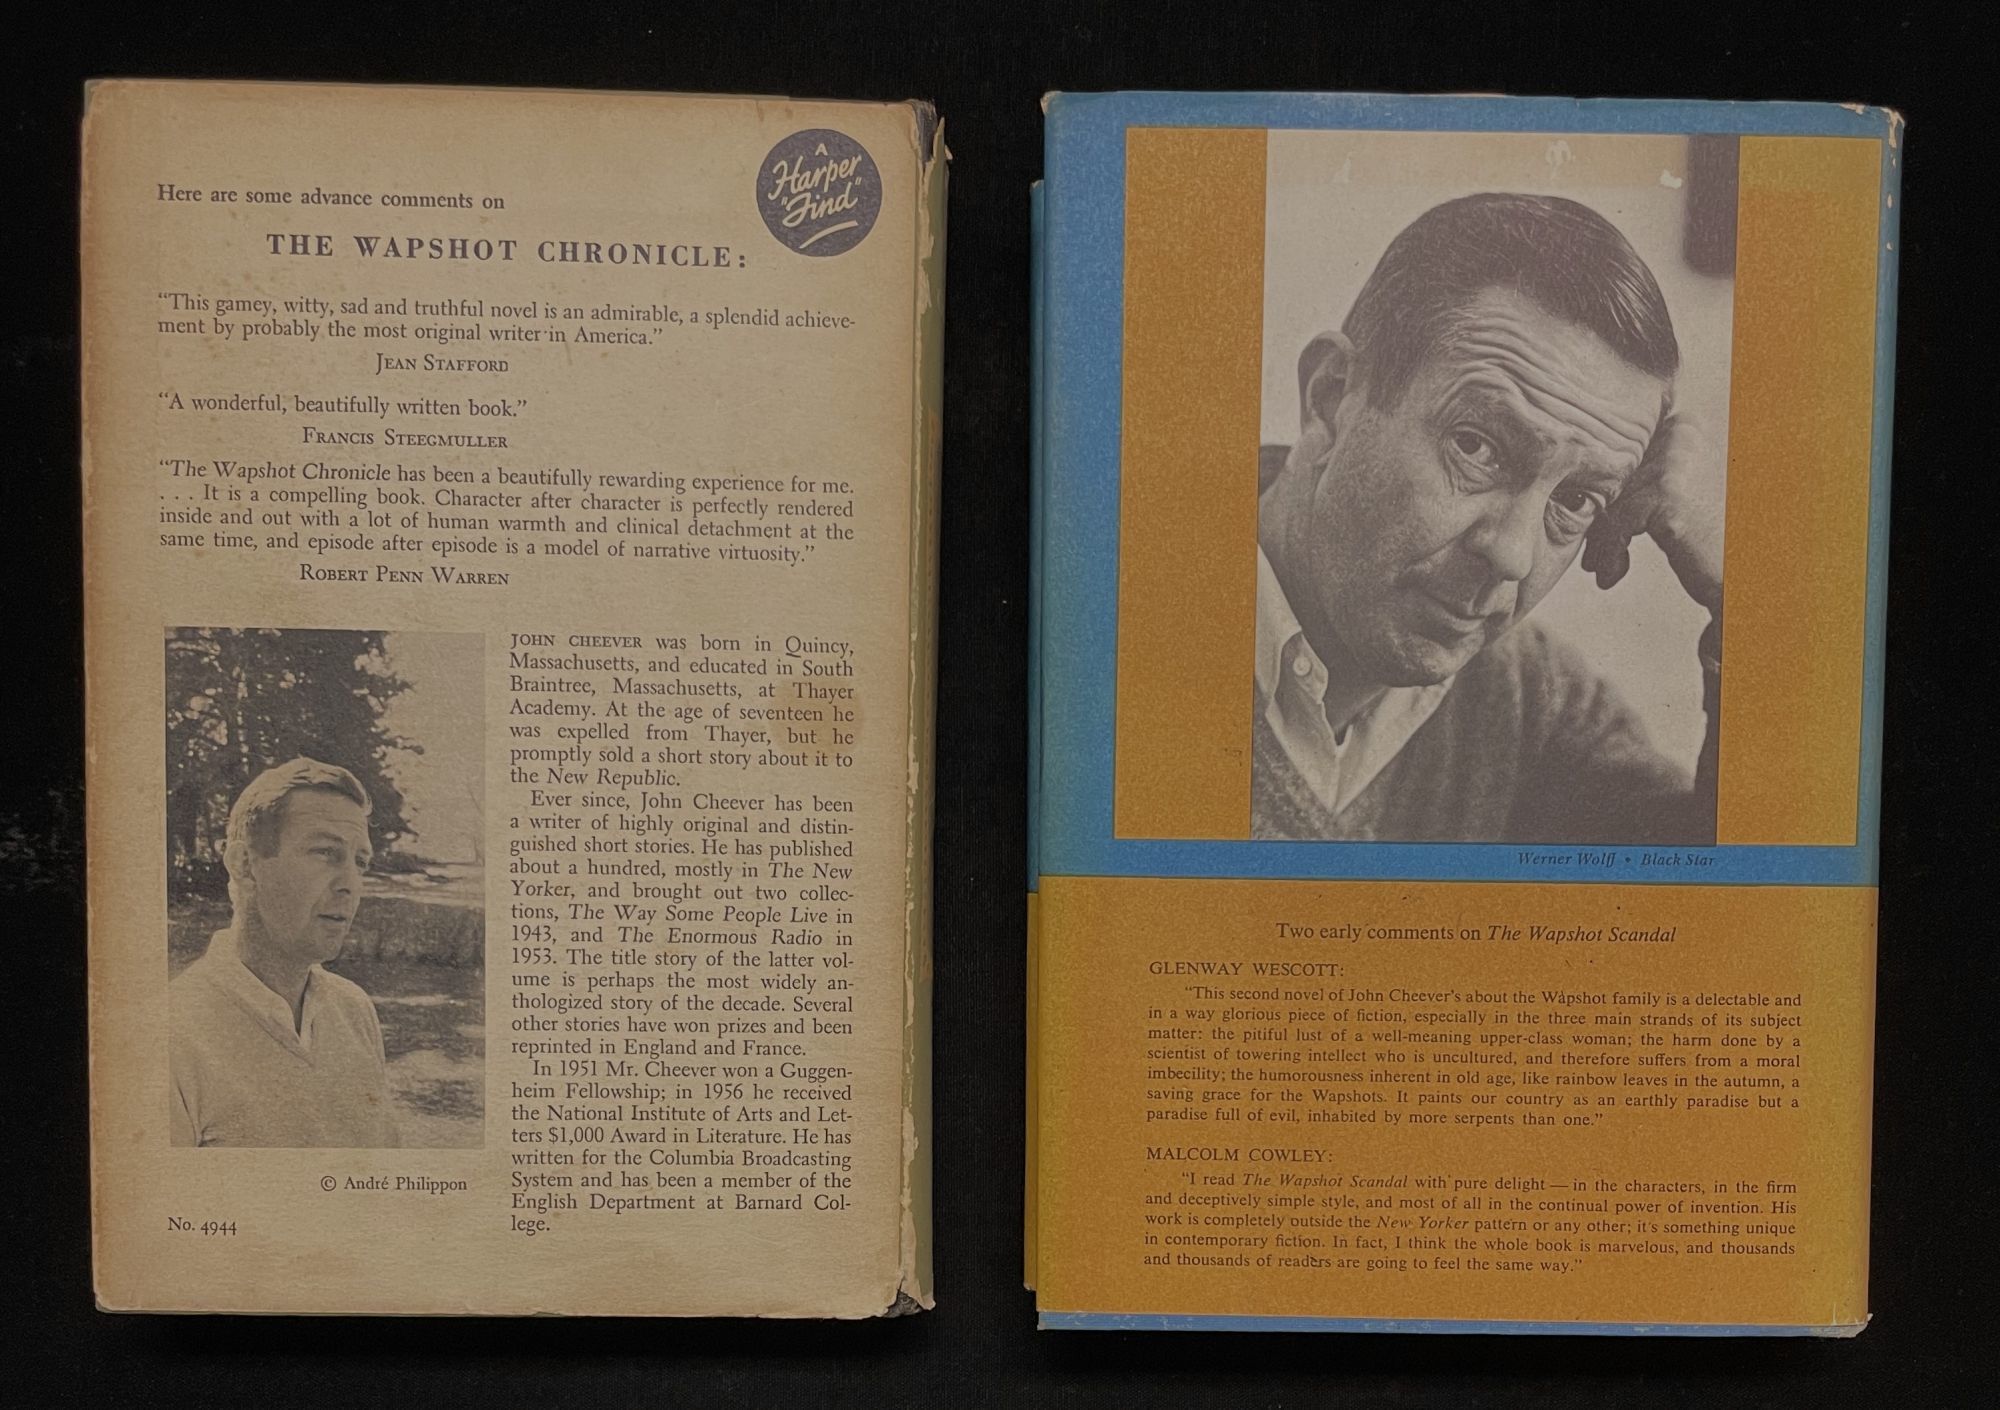 A
Harper
"Find"
Here are some advance comments on
THE WAPSHOT CHRONICLE:
“This gamey, witty, sad and truthful novel is an admirable, a splendid achieve-
ment by probably the most original writer in America.”
JEAN STAFFORD
“A wonderful, beautifully written book.”
FRANCIS STEEGMULLER
“The Wapshot Chronicle has been a beautifully rewarding experience for me.
. . . It is a compelling book. Character after character is perfectly rendered
inside and out with a lot of human warmth and clinical detachment at the
same time, and episode after episode is a model of narrative virtuosity.”
ROBERT PENN WARREN
JOHN CHEEVER was born in Quincy,
Massachusetts, and educated in South
Braintree, Massachusetts, at Thayer
Academy. At the age of seventeen he
was expelled from Thayer, but he
promptly sold a short story about it to
the New Republic.
Ever since, John Cheever has been
a writer of highly original and distin-
guished short stories. He has published
about a hundred, mostly in The New
Yorker, and brought out two collec-
tions, The Way Some People Live in
1943, and The Enormous Radio in
1953. The title story of the latter vol-
ume is perhaps the most widely an-
thologized story of the decade. Several
other stories have won prizes and been
reprinted in England and France.
In 1951 Mr. Cheever won a Guggen-
heim Fellowship; in 1956 he received
the National Institute of Arts and Let-
ters $1,000 Award in Literature. He has
written for the Columbia Broadcasting
System and has been a member of the
English Department at Barnard Col-
lege.
© André Philippon
No. 4944
Werner Wolff • Black Star
Two early comments on The Wapshot Scandal
GLENWAY WESCOTT:
“This second novel of John Cheever's about the Wapshot family is a delectable and
in a way glorious piece of fiction, especially in the three main strands of its subject
matter: the pitiful lust of a well-meaning upper-class woman; the harm done by a
scientist of towering intellect who is uncultured, and therefore suffers from a moral
imbecility; the humorousness inherent in old age, like rainbow leaves in the autumn, a
saving grace for the Wapshots. It paints our country as an earthly paradise but a
paradise full of evil, inhabited by more serpents than one.”
MALCOLM COWLEY:
“I read The Wapshot Scandal with pure delight — in the characters, in the firm
and deceptively simple style, and most of all in the continual power of invention. His
work is completely outside the New Yorker pattern or any other; it's something unique
in contemporary fiction. In fact, I think the whole book is marvelous, and thousands
and thousands of readers are going to feel the same way.”